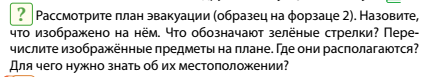 ? Рассмотрите план эвакуации (образец на форзаце 2). Назовите,
что изображено на нём. Что обозначают зелёные стрелки? Пере-
числите изображённые предметы на плане. Где они располагаются?
Для чего нужно знать об их местоположении?